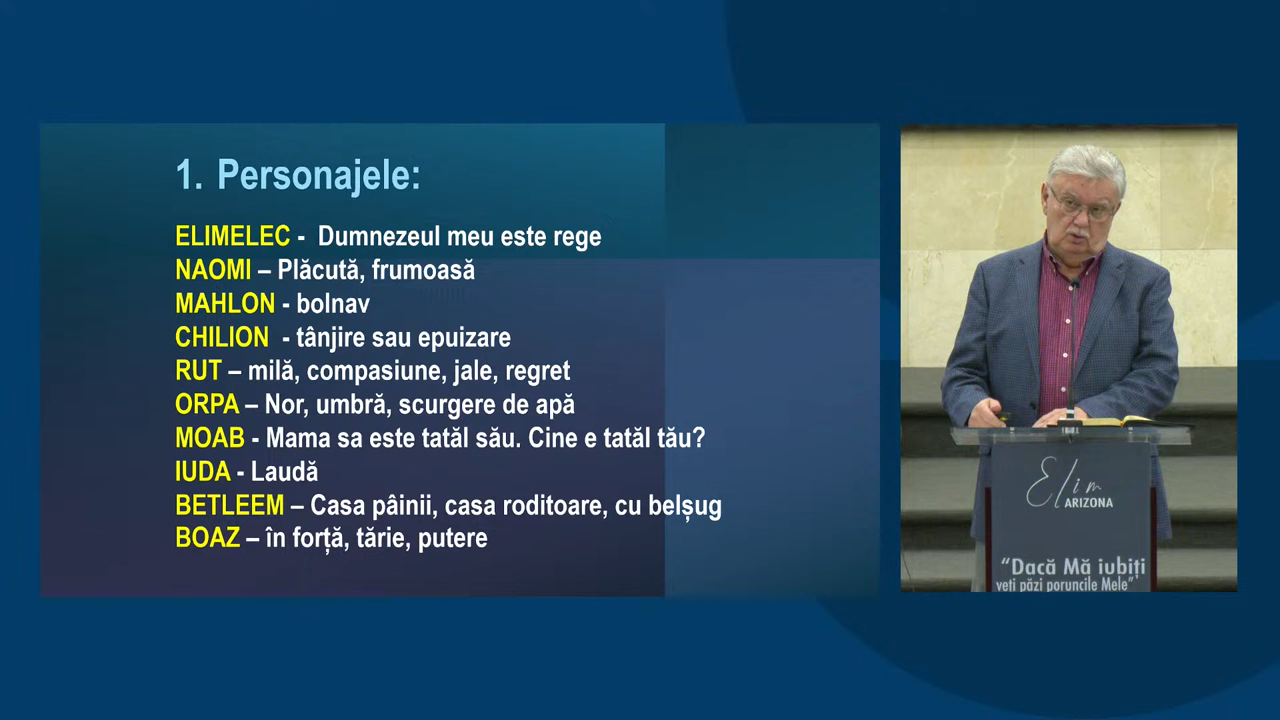 1. Personajele:
ELIMELEC - Dumnezeul meu este rege
NAOMI – Plăcută, frumoasă
MAHLON - bolnav
CHILION - tânjire sau epuizare
RUT – milă, compasiune, jale, regret
ORPA – Nor, umbră, scurgere de apă
MOAB - Mama sa este tatăl său. Cine e tatăl tău?
IUDA - Laudă
BETLEEM – Casa pâinii, casa roditoare, cu belșug
BOAZ – în forță, tărie, putere
Elim
ARIZONA
“Dacă Mă iubiți
veți păzi poruncile Mele”